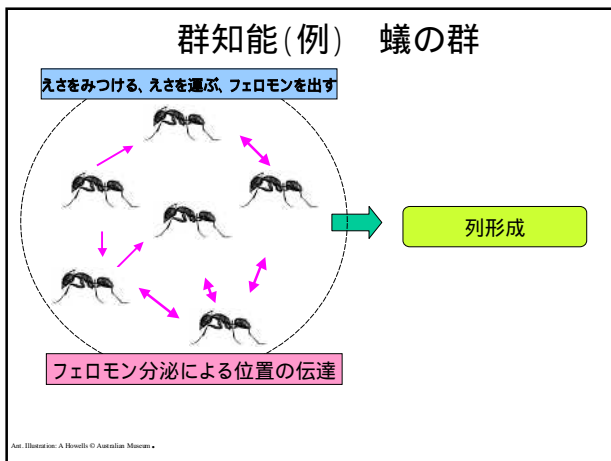 群知能(例)　蟻の群
えさをみつける、えさを運ぶ、フェロモンを出す
列形成
フェロモン分泌による位置の伝達
Ant. Illustration: A Howells © Australian Museum.